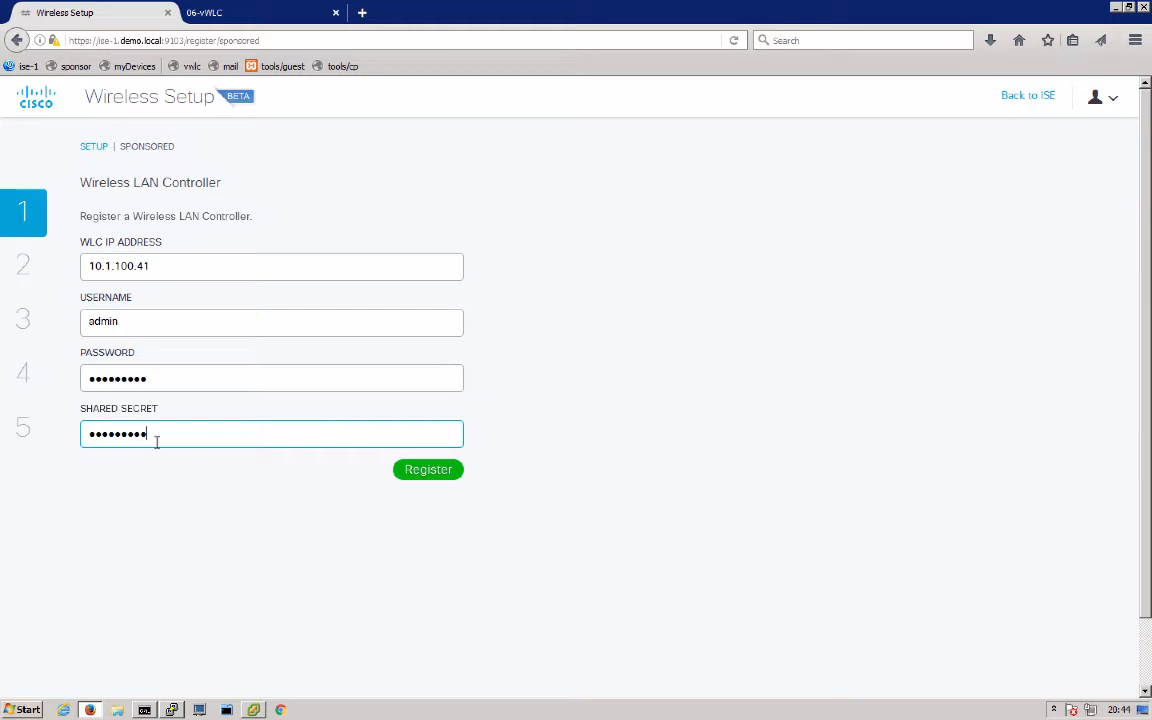 Wireless Setup
06-vWLC
https://ise-1.demo.local:9103/register/sponsored
Search
ise-1 sponsor myDevices vwlc mail tools/guest tools/cp
CISCO Wireless Setup BETA Back to ISE
SETUP | SPONSORED
Wireless LAN Controller
1
Register a Wireless LAN Controller.
WLC IP ADDRESS
2
10.1.100.41
USERNAME
3
admin
PASSWORD
4
•••••••••
SHARED SECRET
5
•••••••••
Register
Start
20:44